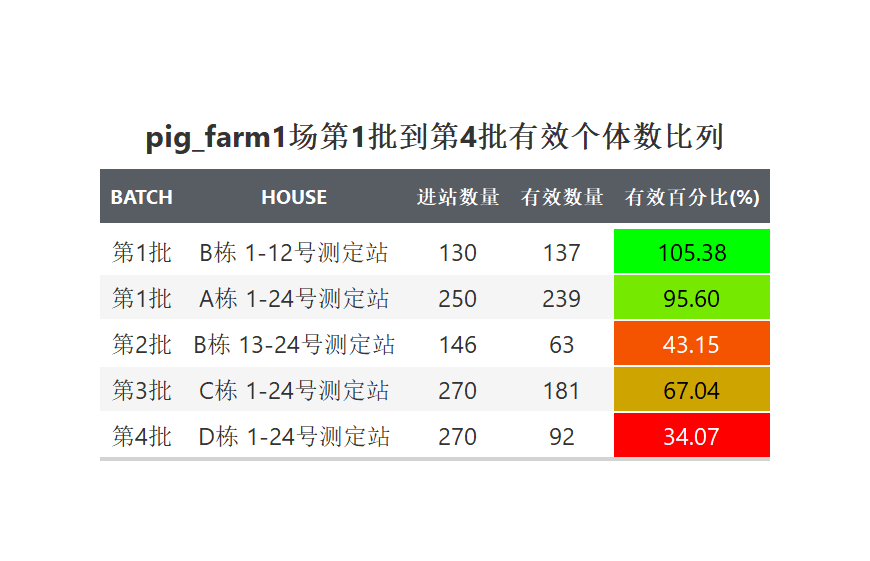 pig_farm1场第1批到第4批有效个体数比列
BATCH HOUSE 进站数量 有效数量 有效百分比(%)
第1批 B栋 1-12号测定站 130 137 105.38
第1批 A栋 1-24号测定站 250 239 95.60
第2批 B栋 13-24号测定站 146 63 43.15
第3批 C栋 1-24号测定站 270 181 67.04
第4批 D栋 1-24号测定站 270 92 34.07